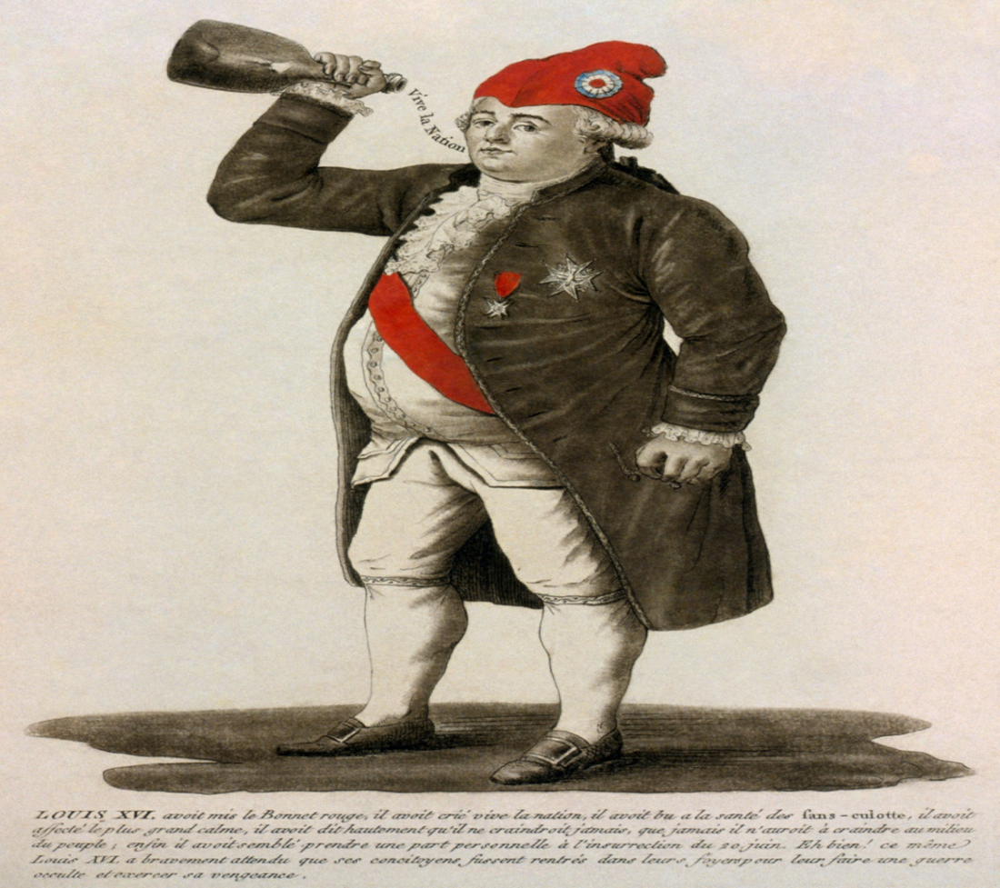 Vive la Nation
LOUIS XVI. avoit mis le Bonnet rouge, il avoit crié vive la nation, il avoit bu a la santé des sans-culotte, il avoit
affecté le plus grand calme, il avoit dit hautement qu'il ne craindroit jamais, que jamais il n'auroit à craindre au milieu
du peuple; enfin il avoit semblé prendre une part personnelle à l'insurrection du 20 juin. Eh bien! ce même
Louis XVI. a bravement attendu que ses concitoyens fussent rentrés dans leurs foyers pour leur faire une guerre
occulte et exercer sa vengeance.